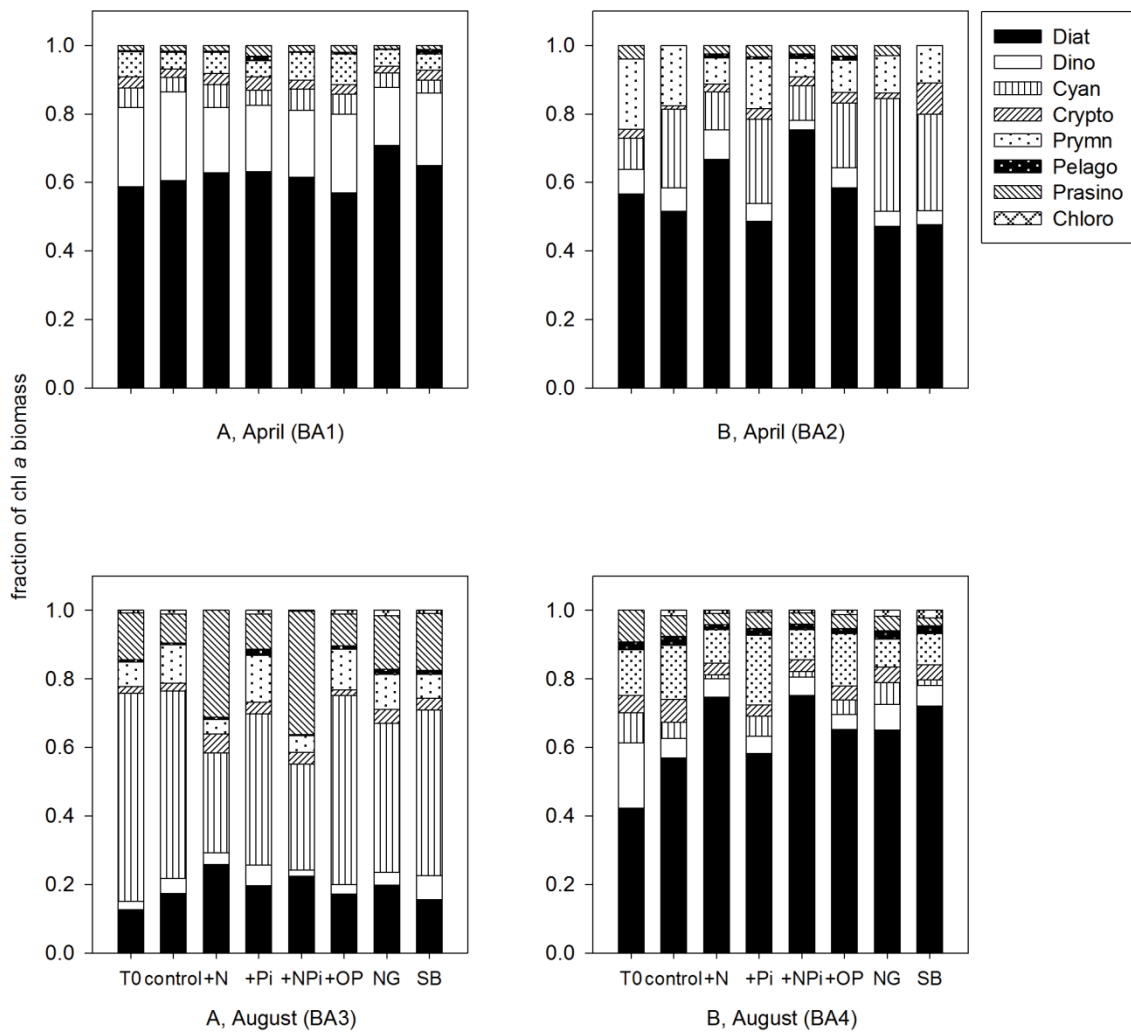 1.0
0.8
0.6
0.4
0.2
0.0
A, April (BA1)
1.0
0.8
0.6
0.4
0.2
0.0
B, April (BA2)
Diat
Dino
Cyan
Crypto
Prymn
Pelago
Prasino
Chloro
fraction of chl a biomass
1.0
0.8
0.6
0.4
0.2
0.0
T0 control +N +Pi +NPi +OP NG SB
A, August (BA3)
1.0
0.8
0.6
0.4
0.2
0.0
T0 control +N +Pi +NPi +OP NG SB
B, August (BA4)